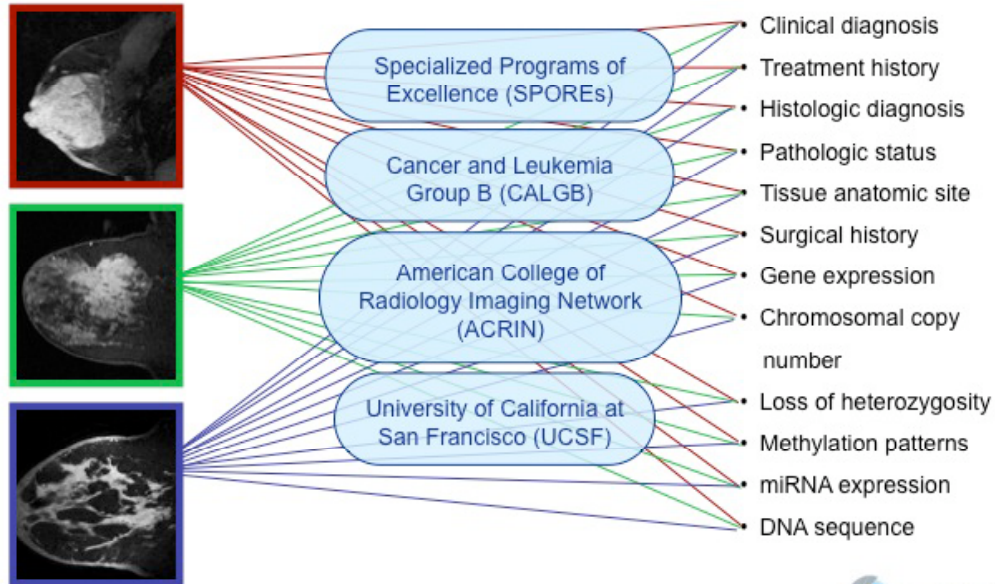 Specialized Programs of
Excellence (SPOREs)
Cancer and Leukemia
Group B (CALGB)
American College of
Radiology Imaging Network
(ACRIN)
University of California at
San Francisco (UCSF)
• Clinical diagnosis
• Treatment history
• Histologic diagnosis
• Pathologic status
• Tissue anatomic site
• Surgical history
• Gene expression
• Chromosomal copy
number
• Loss of heterozygosity
• Methylation patterns
• miRNA expression
• DNA sequence